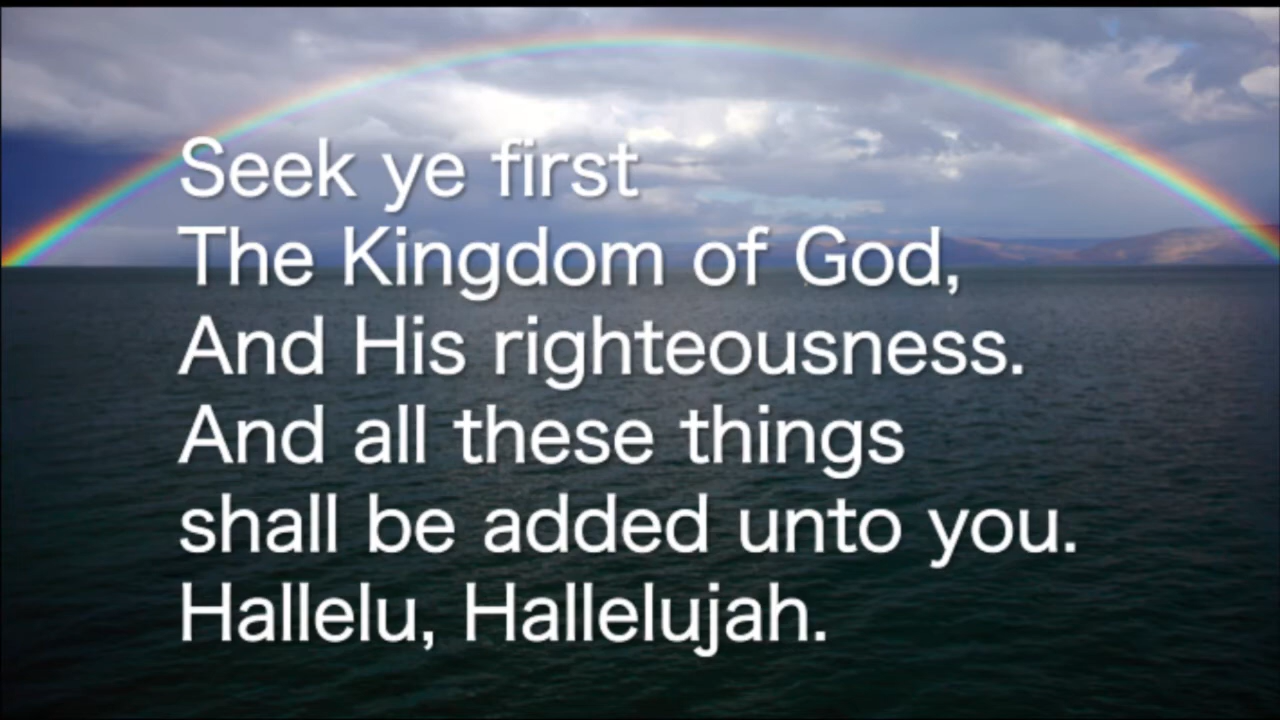 Seek ye first
The Kingdom of God,
And His righteousness.
And all these things
shall be added unto you.
Hallelu, Hallelujah.